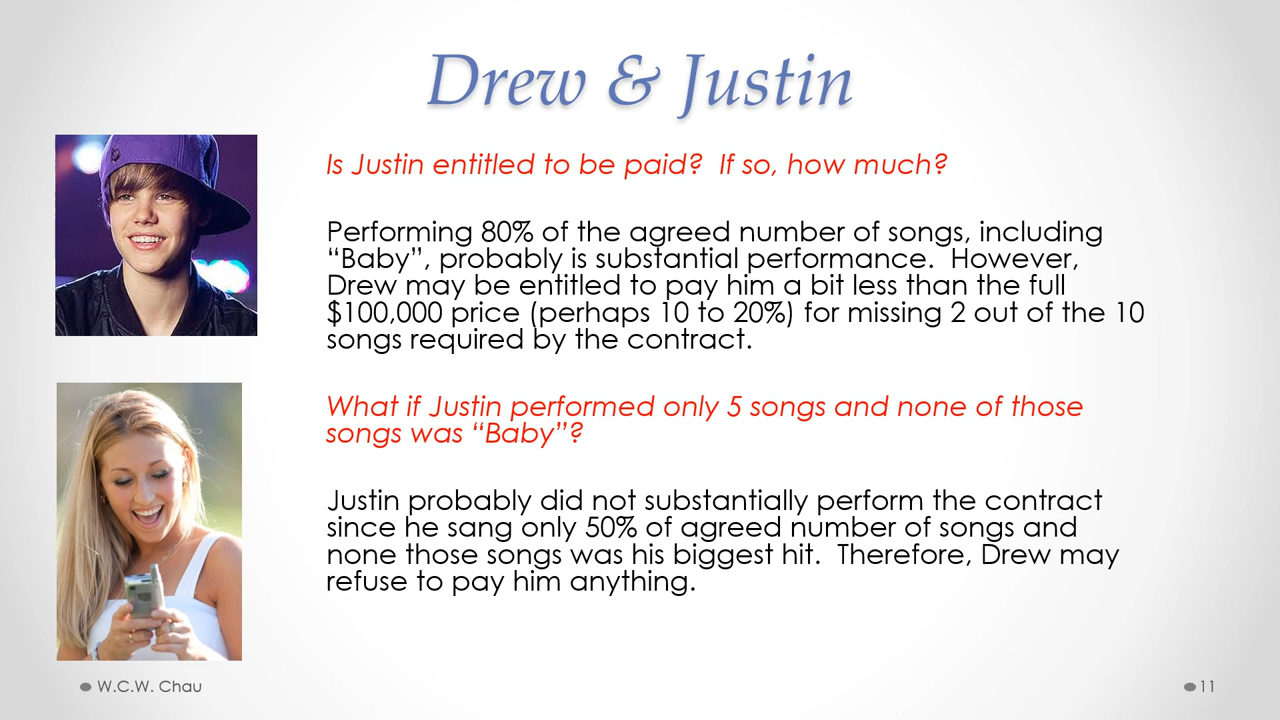 Drew & Justin
Is Justin entitled to be paid?  If so, how much?
Performing 80% of the agreed number of songs, including
“Baby”, probably is substantial performance.  However,
Drew may be entitled to pay him a bit less than the full
$100,000 price (perhaps 10 to 20%) for missing 2 out of the 10
songs required by the contract.
What if Justin performed only 5 songs and none of those
songs was “Baby”?
Justin probably did not substantially perform the contract
since he sang only 50% of agreed number of songs and
none those songs was his biggest hit.  Therefore, Drew may
refuse to pay him anything.
W.C.W. Chau
11